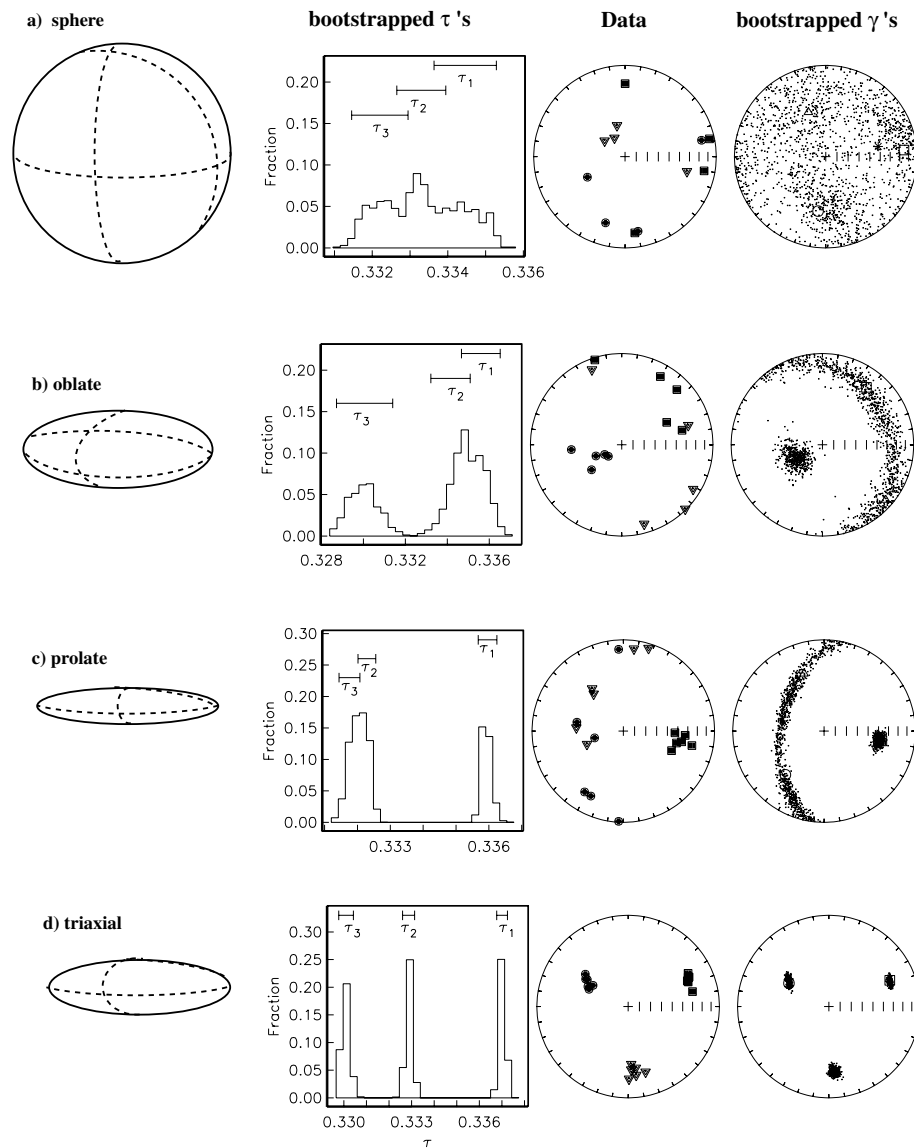 a) sphere
bootstrapped τ 's
Data
bootstrapped γ 's
Fraction
0.20
0.15
0.10
0.05
0.00
τ1
τ2
τ3
0.332 0.334 0.336
b) oblate
Fraction
0.20
0.15
0.10
0.05
0.00
τ1
τ2
τ3
0.328 0.332 0.336
c) prolate
Fraction
0.30
0.25
0.20
0.15
0.10
0.05
0.00
τ1
τ2
τ3
0.333 0.336
d) triaxial
Fraction
0.30
0.25
0.20
0.15
0.10
0.05
0.00
τ3 τ2 τ1
0.330 0.333 0.336
τ